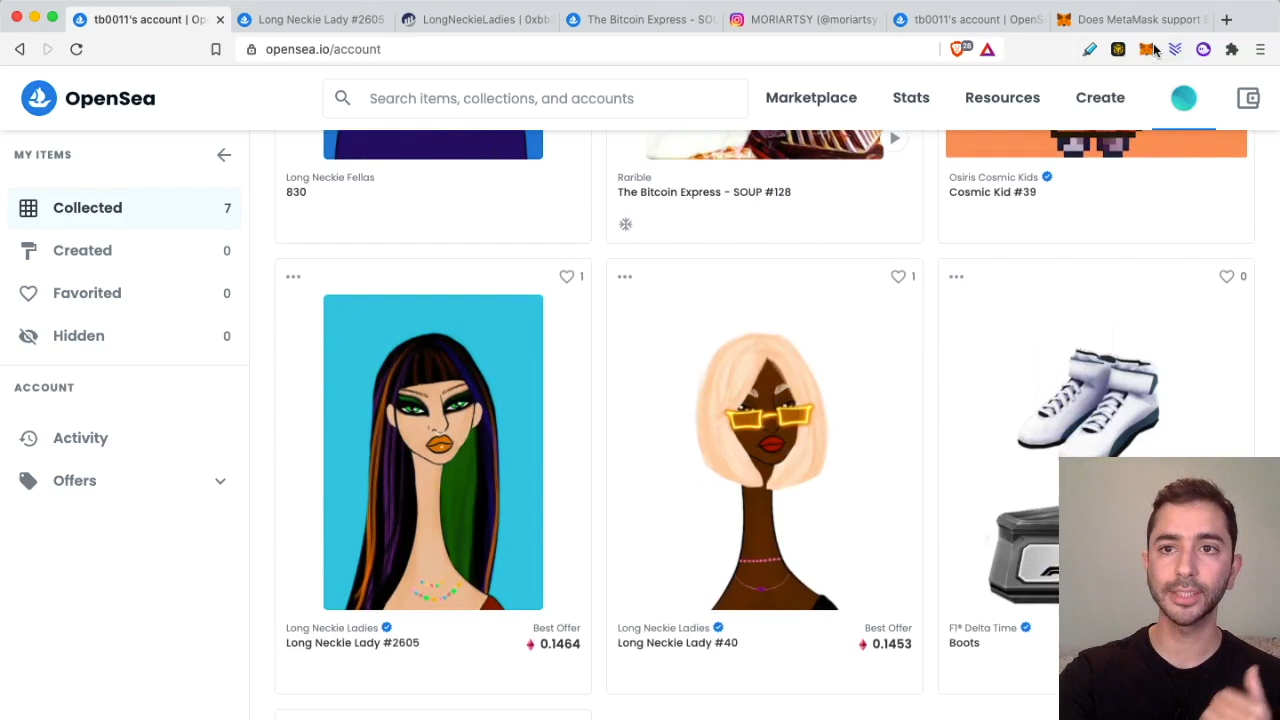 tb0011's account | Op
Long Neckie Lady #2605
LongNeckieLadies | 0xbb3
The Bitcoin Express - SOU
MORIARTSY (@moriartsy
tb0011's account | OpenS
Does MetaMask support E
opensea.io/account
28
OpenSea
Search items, collections, and accounts
Marketplace
Stats
Resources
Create
MY ITEMS
Collected 7
Created 0
Favorited 0
Hidden 0
ACCOUNT
Activity
Offers
Long Neckie Fellas
830
Rarible
The Bitcoin Express - SOUP #128
Osiris Cosmic Kids
Cosmic Kid #39
1
1
0
Long Neckie Ladies Best Offer
Long Neckie Lady #2605 0.1464
Long Neckie Ladies Best Offer
Long Neckie Lady #40 0.1453
F1® Delta Time
Boots